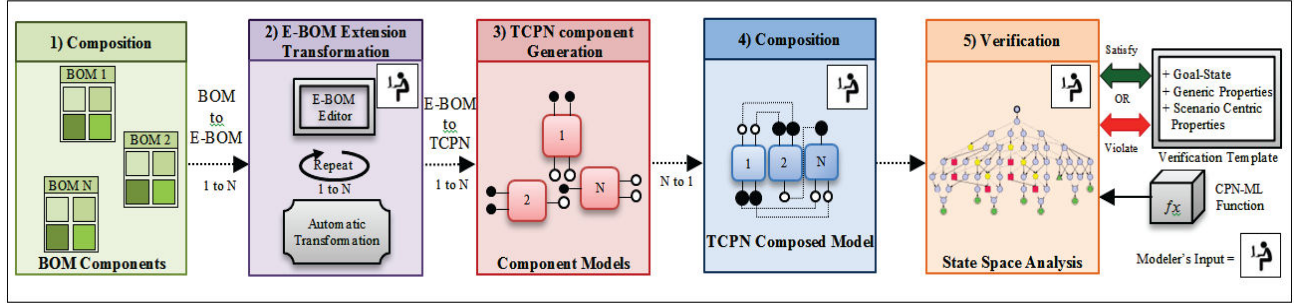 1) Composition
BOM 1
BOM 2
BOM N
BOM Components
BOM
to
E-BOM
1 to N
2) E-BOM Extension
Transformation
E-BOM
Editor
Repeat
1 to N
Automatic
Transformation
E-BOM
to
TCPN
1 to N
3) TCPN component
Generation
1
2
N
Component Models
N to 1
4) Composition
1
2
N
TCPN Composed Model
5) Verification
State Space Analysis
Satisfy
OR
Violate
+ Goal-State
+ Generic Properties
+ Scenario Centric
Properties
Verification Template
fx
CPN-ML
Function
Modeler's Input =